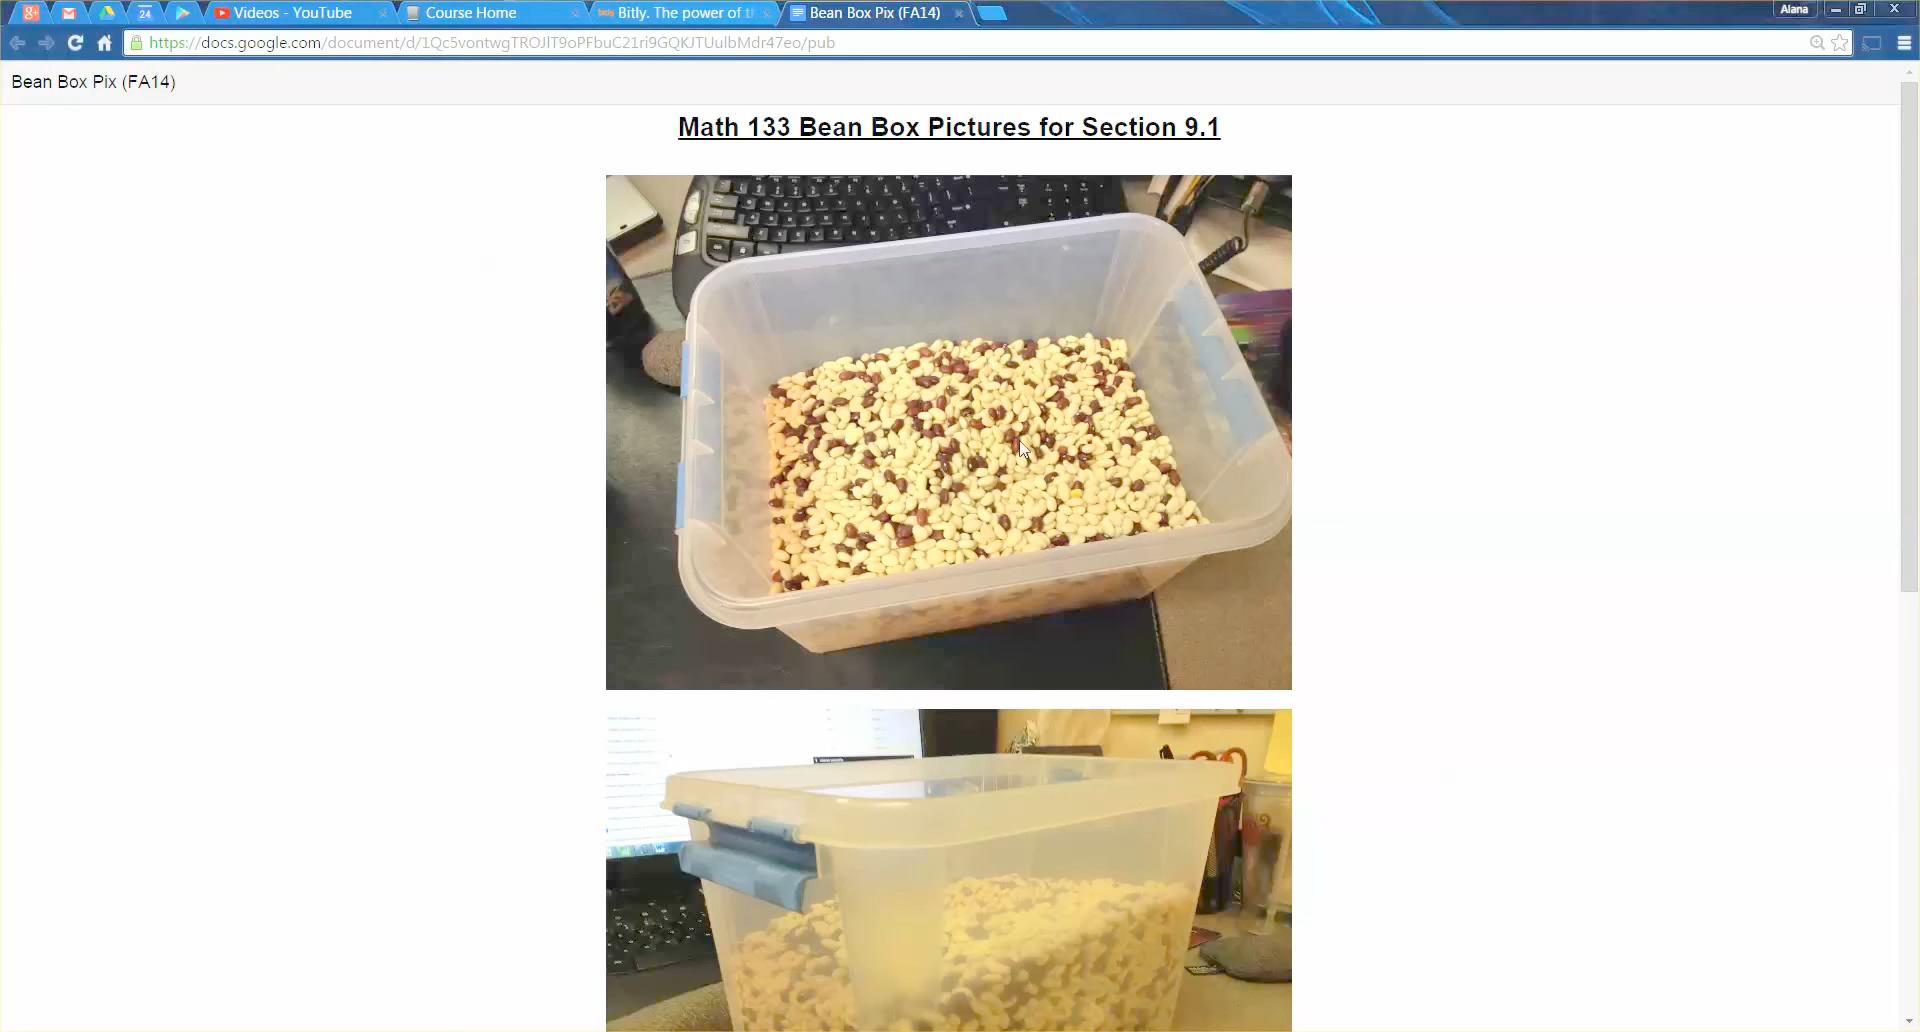 24
Videos - YouTube
Course Home
Bitly. The power of t
Bean Box Pix (FA14)
Alana
https://docs.google.com/document/d/1Qc5vontwgTROJlT9oPFbuC21ri9GQKJTUulbMdr47eo/pub
Bean Box Pix (FA14)
Math 133 Bean Box Pictures for Section 9.1